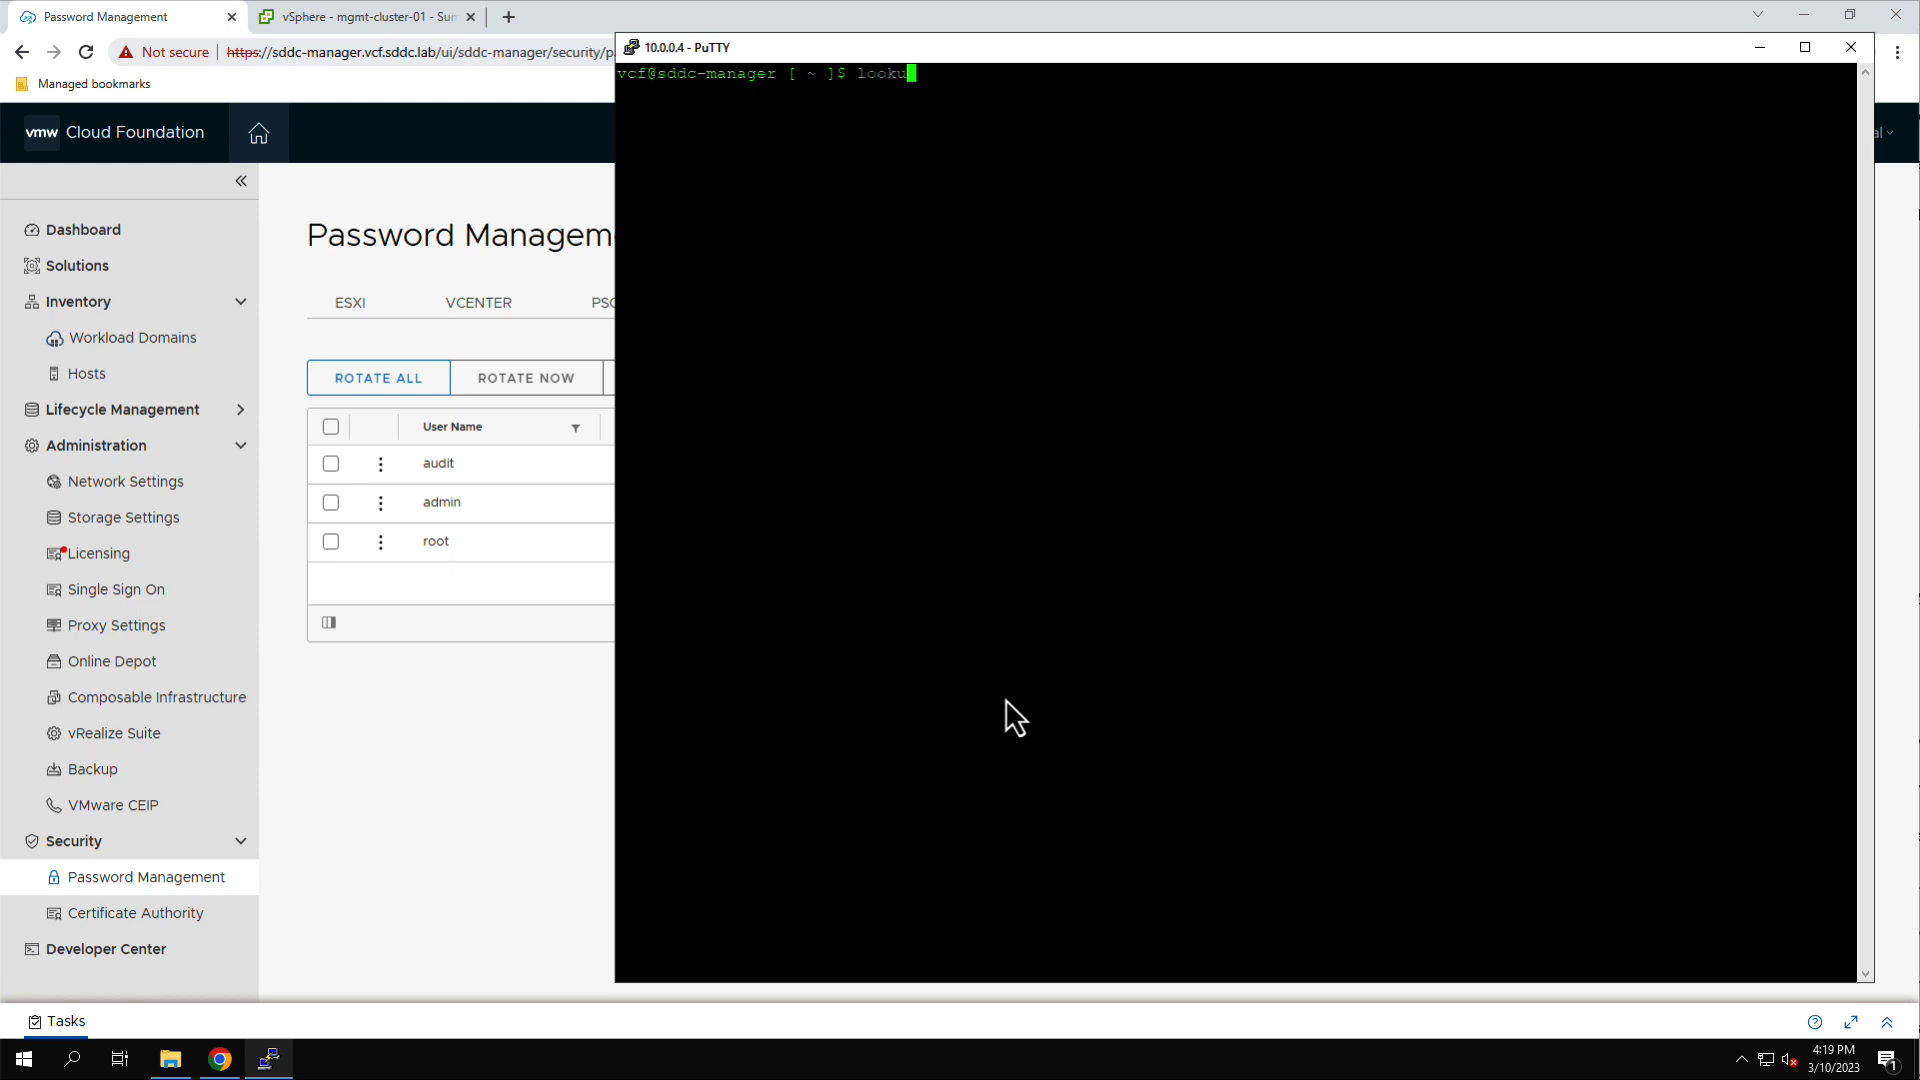 Password Management
vSphere - mgmt-cluster-01 - Sum
Not secure
https://sddc-manager.vcf.sddc.lab/ui/sddc-manager/security/p
10.0.0.4 - PuTTY
Managed bookmarks
vcf@sddc-manager [ ~ ]$ looku
vmw Cloud Foundation
al
Dashboard
Solutions
Inventory
Workload Domains
Hosts
Lifecycle Management
Administration
Network Settings
Storage Settings
Licensing
Single Sign On
Proxy Settings
Online Depot
Composable Infrastructure
vRealize Suite
Backup
VMware CEIP
Security
Password Management
Certificate Authority
Developer Center
Password Managem
ESXI
VCENTER
PSC
ROTATE ALL
ROTATE NOW
User Name
audit
admin
root
Tasks
4:19 PM
3/10/2023
1